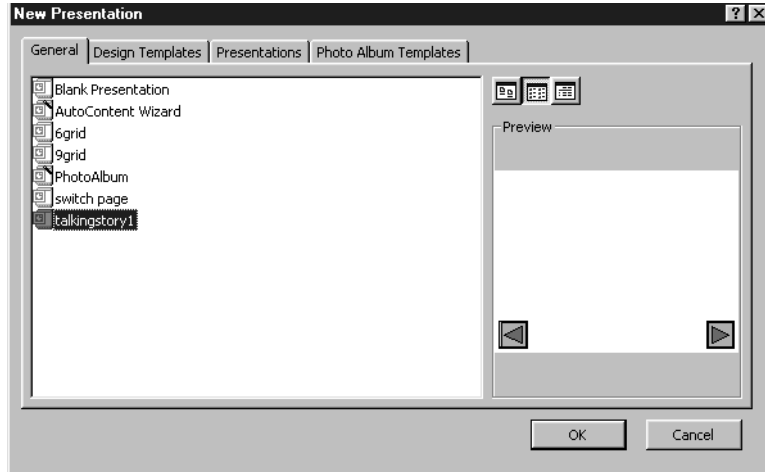 New Presentation
General Design Templates Presentations Photo Album Templates
Blank Presentation
AutoContent Wizard
6grid
9grid
PhotoAlbum
switch page
talkingstory1
Preview
OK Cancel